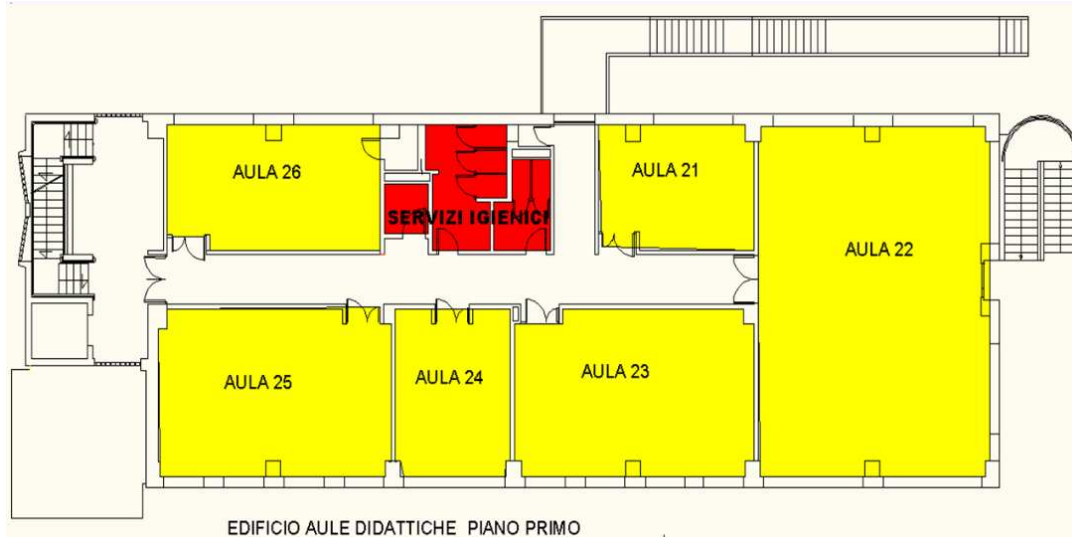 AULA 26
AULA 21
SERVIZI IGIENICI
AULA 22
AULA 25
AULA 24
AULA 23
EDIFICIO AULE DIDATTICHE PIANO PRIMO